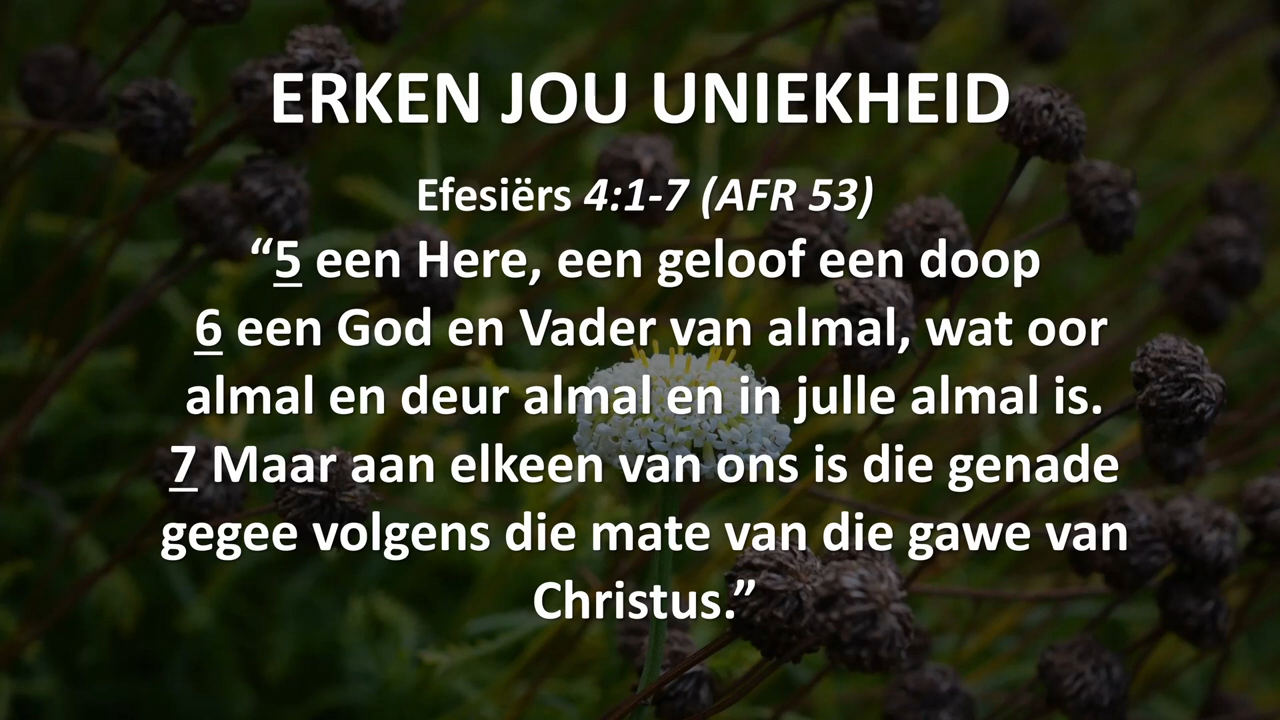 ERKEN JOU UNIEKHEID
Efesiërs 4:1-7 (AFR 53)
“5 een Here, een geloof een doop
6 een God en Vader van almal, wat oor
almal en deur almal en in julle almal is.
7 Maar aan elkeen van ons is die genade
gegee volgens die mate van die gawe van
Christus.”